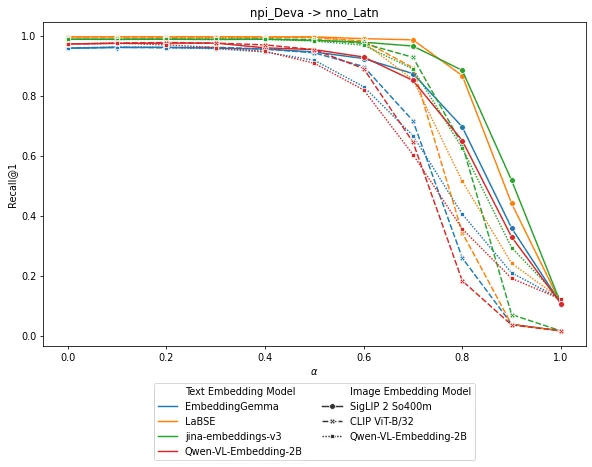 npi_Deva -> nno_Latn
1.0
0.8
0.6
0.4
0.2
0.0
Recall@1
0.0 0.2 0.4 0.6 0.8 1.0
α
Text Embedding Model
EmbeddingGemma
LaBSE
jina-embeddings-v3
Qwen-VL-Embedding-2B
Image Embedding Model
SigLIP 2 So400m
CLIP ViT-B/32
Qwen-VL-Embedding-2B